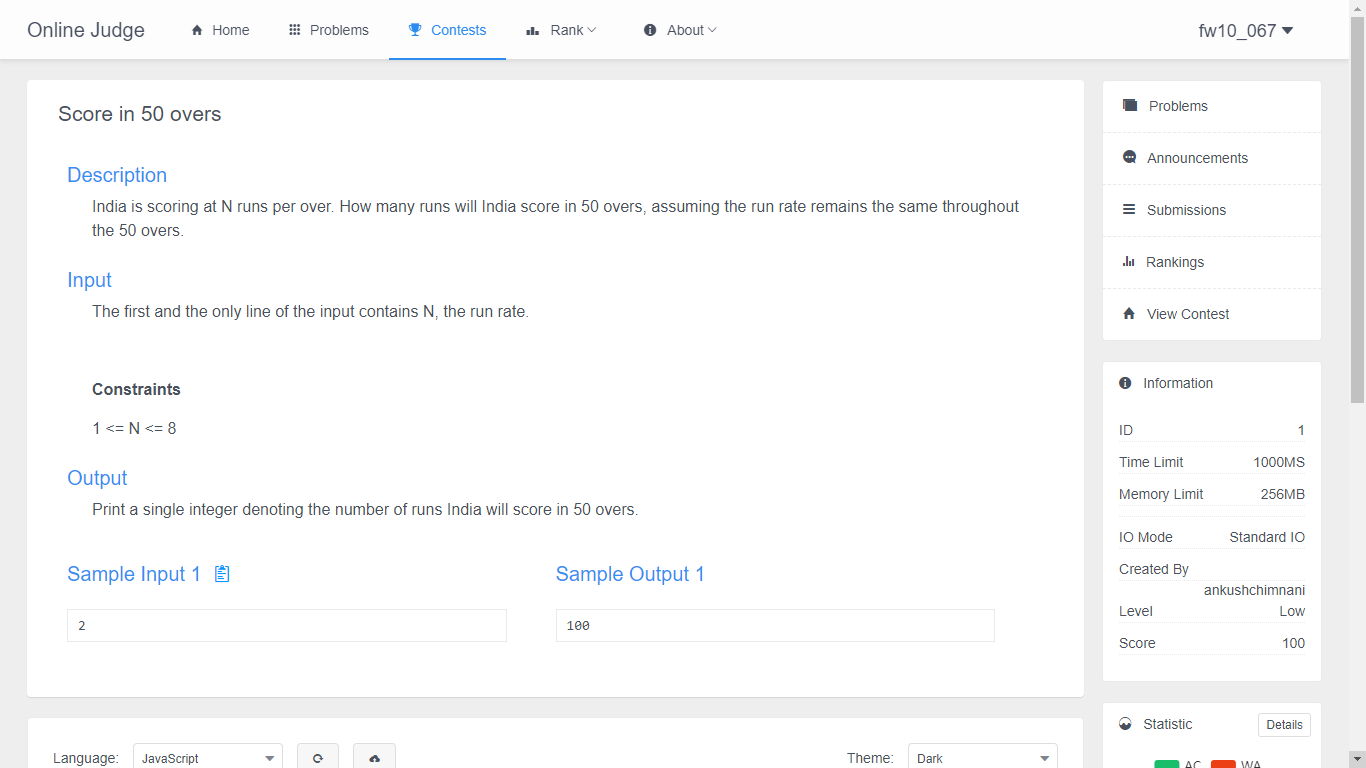 Online Judge
Home
Problems
Contests
Rank
About
fw10_067
Score in 50 overs
Description
India is scoring at N runs per over. How many runs will India score in 50 overs, assuming the run rate remains the same throughout
the 50 overs.
Input
The first and the only line of the input contains N, the run rate.
Constraints
1 <= N <= 8
Output
Print a single integer denoting the number of runs India will score in 50 overs.
Sample Input 1
Sample Output 1
2
100
Language:
JavaScript
Theme:
Dark
Problems
Announcements
Submissions
Rankings
View Contest
Information
ID 1
Time Limit 1000MS
Memory Limit 256MB
IO Mode Standard IO
Created By
ankushchimnani
Level Low
Score 100
Statistic
Details
AC
WA